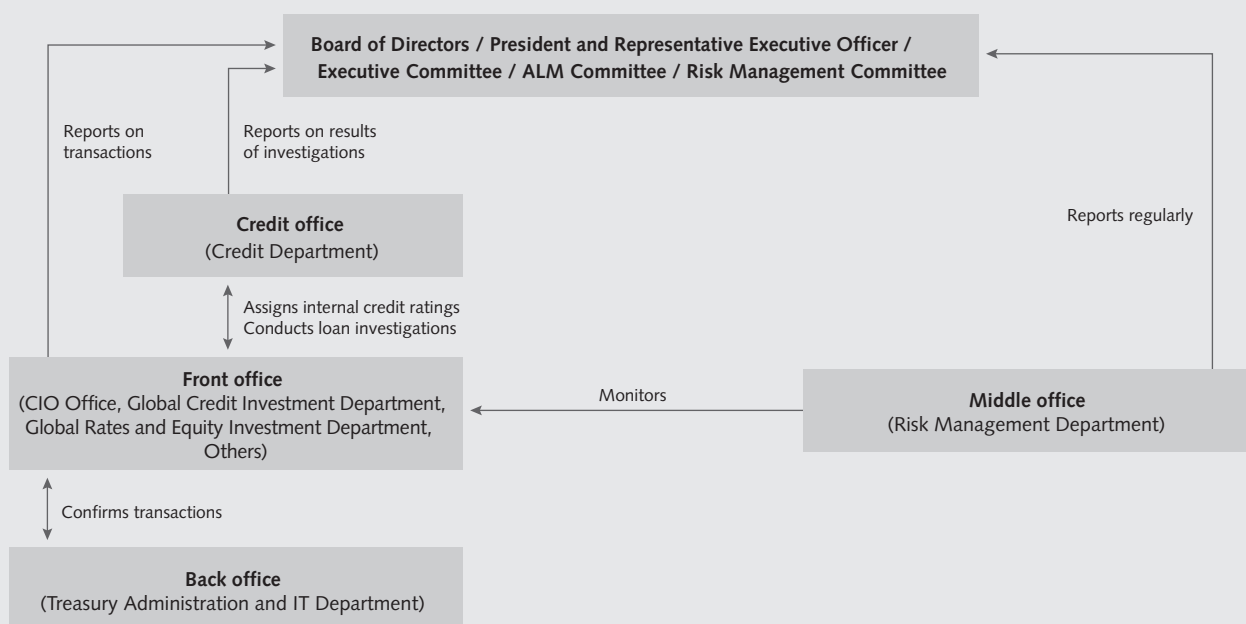 Board of Directors / President and Representative Executive Officer /
Executive Committee / ALM Committee / Risk Management Committee
Reports on
transactions
Reports on results
of investigations
Credit office
(Credit Department)
Reports regularly
Assigns internal credit ratings
Conducts loan investigations
Front office
(CIO Office, Global Credit Investment Department,
Global Rates and Equity Investment Department,
Others)
Monitors
Middle office
(Risk Management Department)
Confirms transactions
Back office
(Treasury Administration and IT Department)